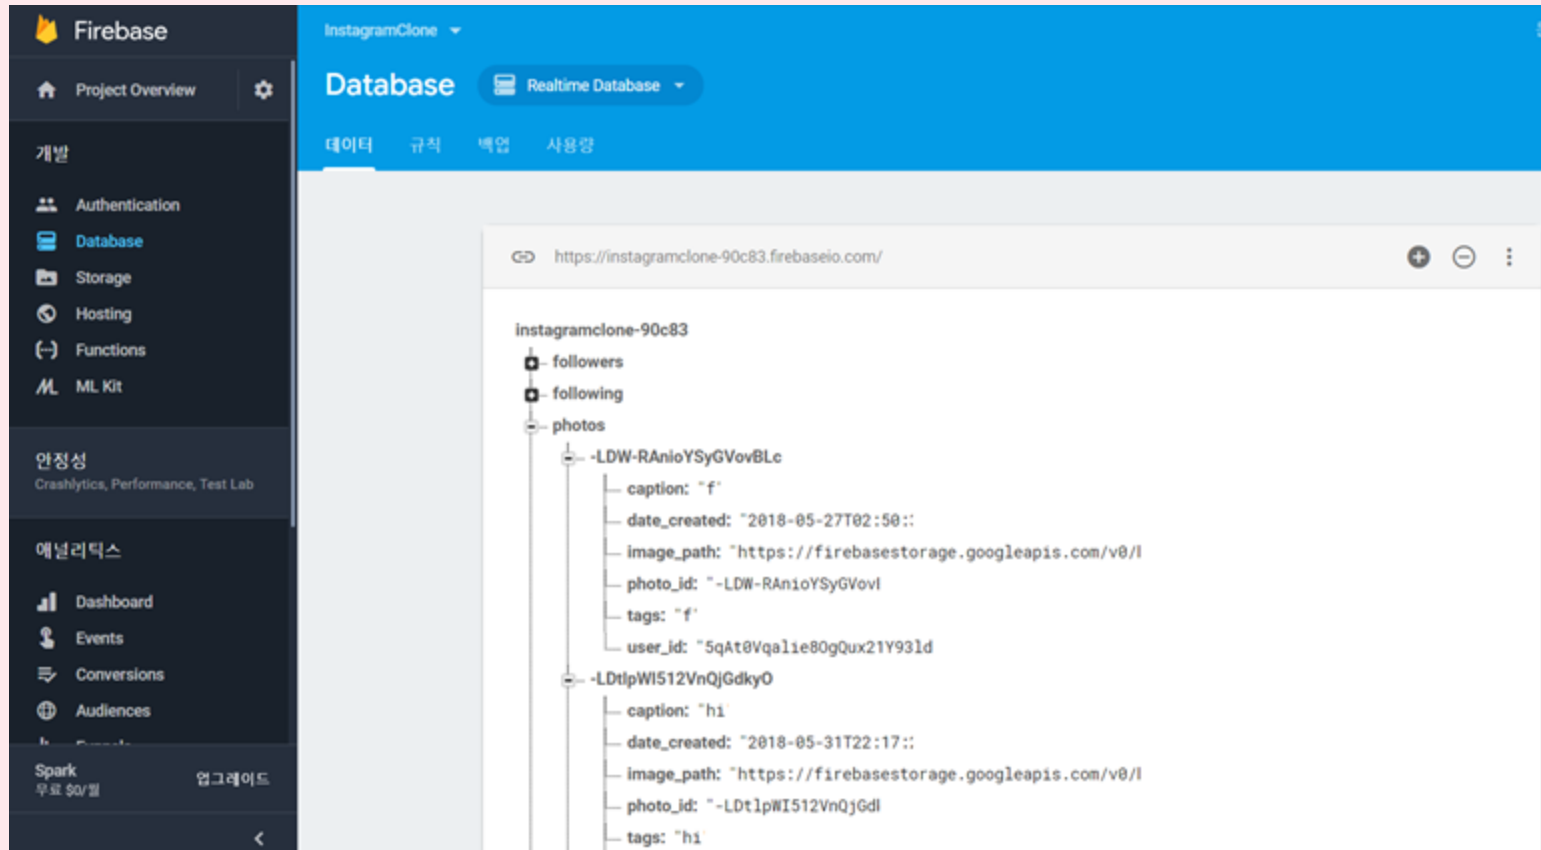 Firebase
Project Overview
개발
Authentication
Database
Storage
Hosting
Functions
ML Kit
안정성
Crashlytics, Performance, Test Lab
애널리틱스
Dashboard
Events
Conversions
Audiences
Spark
무료 $0/월
업그레이드
InstagramClone
Database
Realtime Database
데이터 규칙 백업 사용량
https://instagramclone-90c83.firebaseio.com/
instagramclone-90c83
followers
following
photos
-LDW-RAnioYSyGVovBLc
caption: "f"
date_created: "2018-05-27T02:50:
image_path: "https://firebasestorage.googleapis.com/v0/
photo_id: "-LDW-RAnioYSyGVov
tags: "f"
user_id: "5qAt0Vqalie8OgQux21Y93ld
-LDtlpWI512VnQjGdkyO
caption: "hi
date_created: "2018-05-31T22:17:
image_path: "https://firebasestorage.googleapis.com/v0/
photo_id: "-LDtlpWI512VnQjGd
tags: "hi